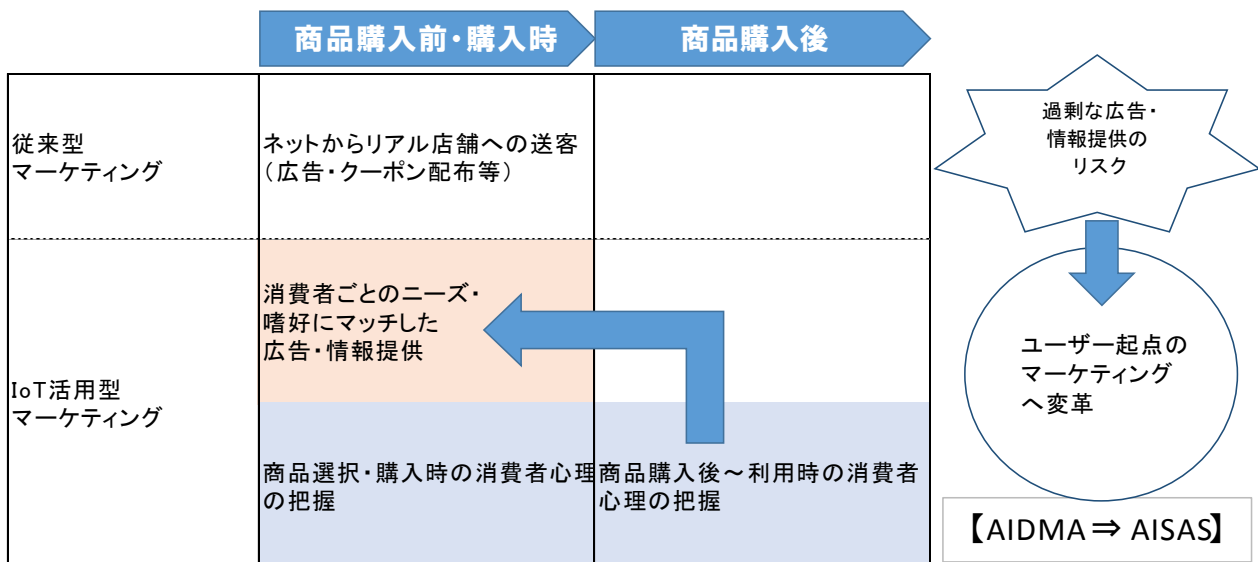 商品購入前・購入時
商品購入後
従来型
マーケティング
ネットからリアル店舗への送客
（広告・クーポン配布等）
IoT活用型
マーケティング
消費者ごとのニーズ・
嗜好にマッチした
広告・情報提供
商品選択・購入時の消費者心理
の把握
商品購入後～利用時の消費者
心理の把握
過剰な広告・
情報提供の
リスク
ユーザー起点の
マーケティング
へ変革
【AIDMA⇒AISAS】